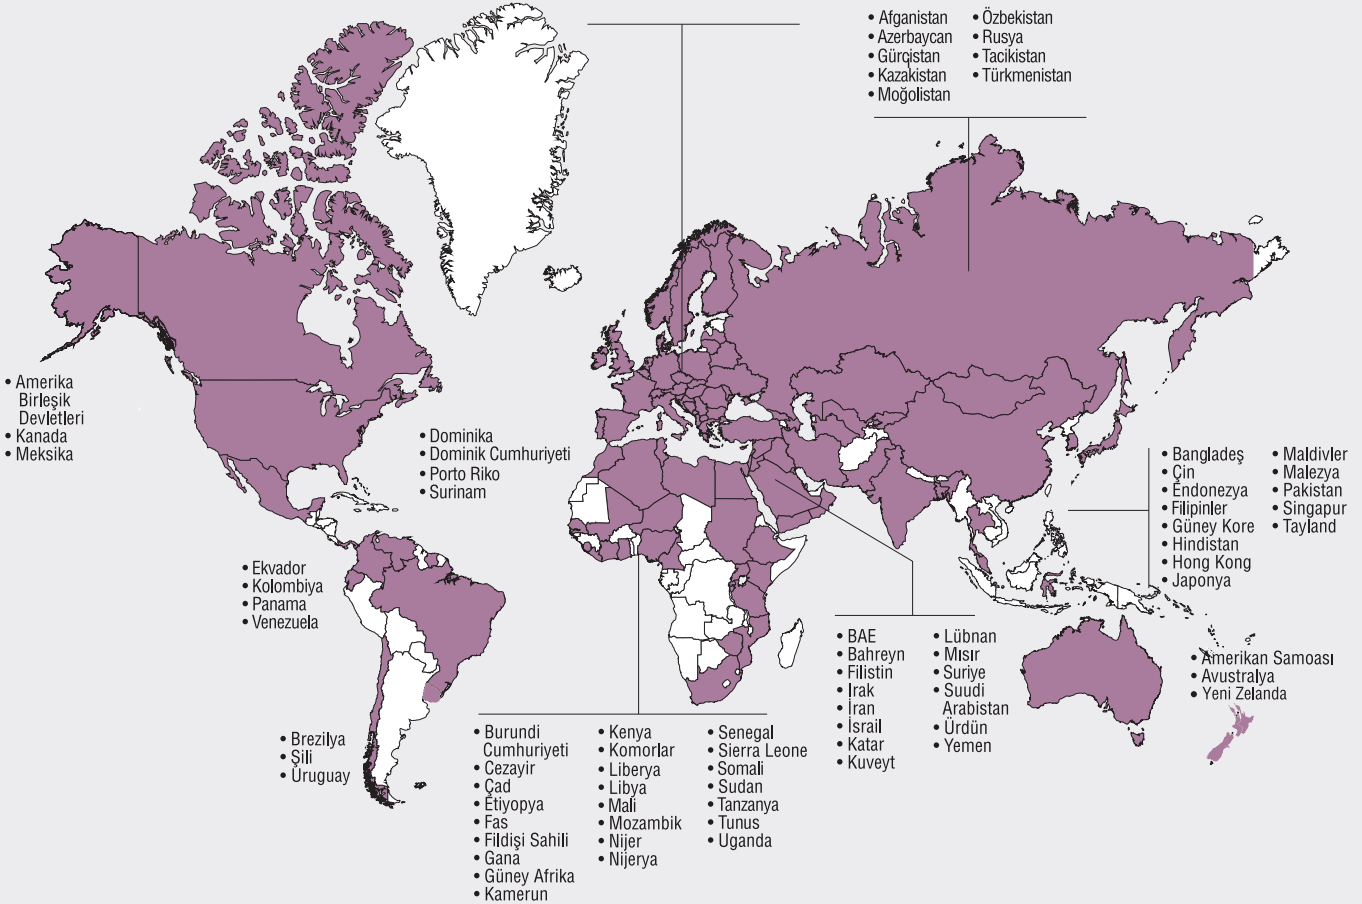 • Afganistan
• Azerbaycan
• Gürcistan
• Kazakistan
• Moğolistan
• Özbekistan
• Rusya
• Tacikistan
• Türkmenistan
• Amerika
Birleşik
Devletleri
• Kanada
• Meksika
• Dominika
• Dominik Cumhuriyeti
• Porto Riko
• Surinam
• Bangladeş
• Çin
• Endonezya
• Filipinler
• Güney Kore
• Hindistan
• Hong Kong
• Japonya
• Maldivler
• Malezya
• Pakistan
• Singapur
• Tayland
• Ekvador
• Kolombiya
• Panama
• Venezuela
• BAE
• Bahreyn
• Filistin
• Irak
• İran
• İsrail
• Katar
• Kuveyt
• Lübnan
• Mısır
• Suriye
• Suudi
Arabistan
• Ürdün
• Yemen
• Amerikan Samoası
• Avustralya
• Yeni Zelanda
• Brezilya
• Şili
• Uruguay
• Burundi
Cumhuriyeti
• Cezayir
• Çad
• Etiyopya
• Fas
• Fildişi Sahili
• Gana
• Güney Afrika
• Kamerun
• Kenya
• Komorlar
• Liberya
• Libya
• Mali
• Mozambik
• Nijer
• Nijerya
• Senegal
• Sierra Leone
• Somali
• Sudan
• Tanzanya
• Tunus
• Uganda